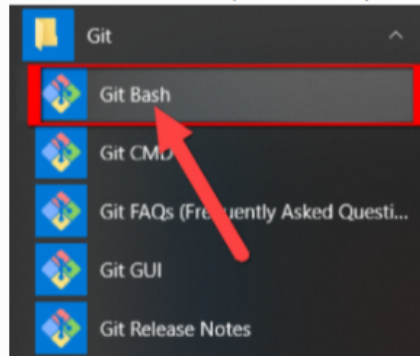 Git
Git Bash
Git CMD
Git FAQs (Frequently Asked Questi...
Git GUI
Git Release Notes